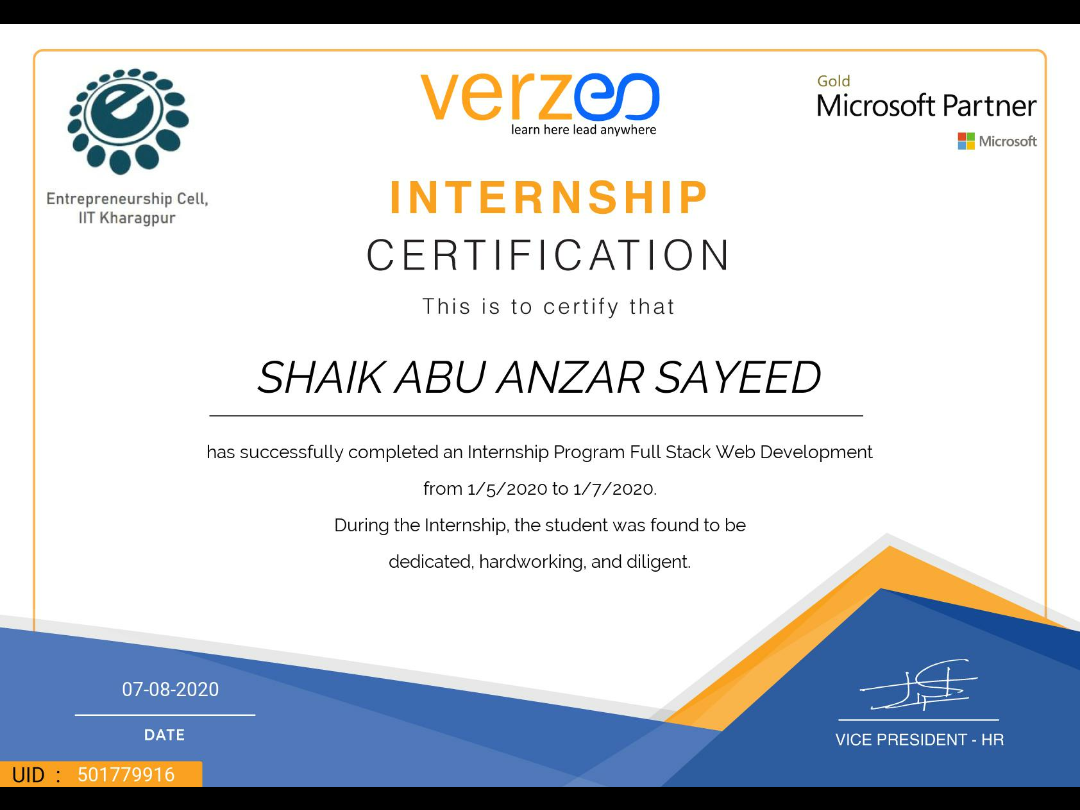 Entrepreneurship Cell,
IIT Kharagpur
verzeo
learn here lead anywhere
Gold
Microsoft Partner
Microsoft
INTERNSHIP
CERTIFICATION
This is to certify that
SHAIK ABU ANZAR SAYEED
has successfully completed an Internship Program Full Stack Web Development
from 1/5/2020 to 1/7/2020.
During the Internship, the student was found to be
dedicated, hardworking, and diligent.
07-08-2020
DATE
VICE PRESIDENT - HR
UID : 501779916